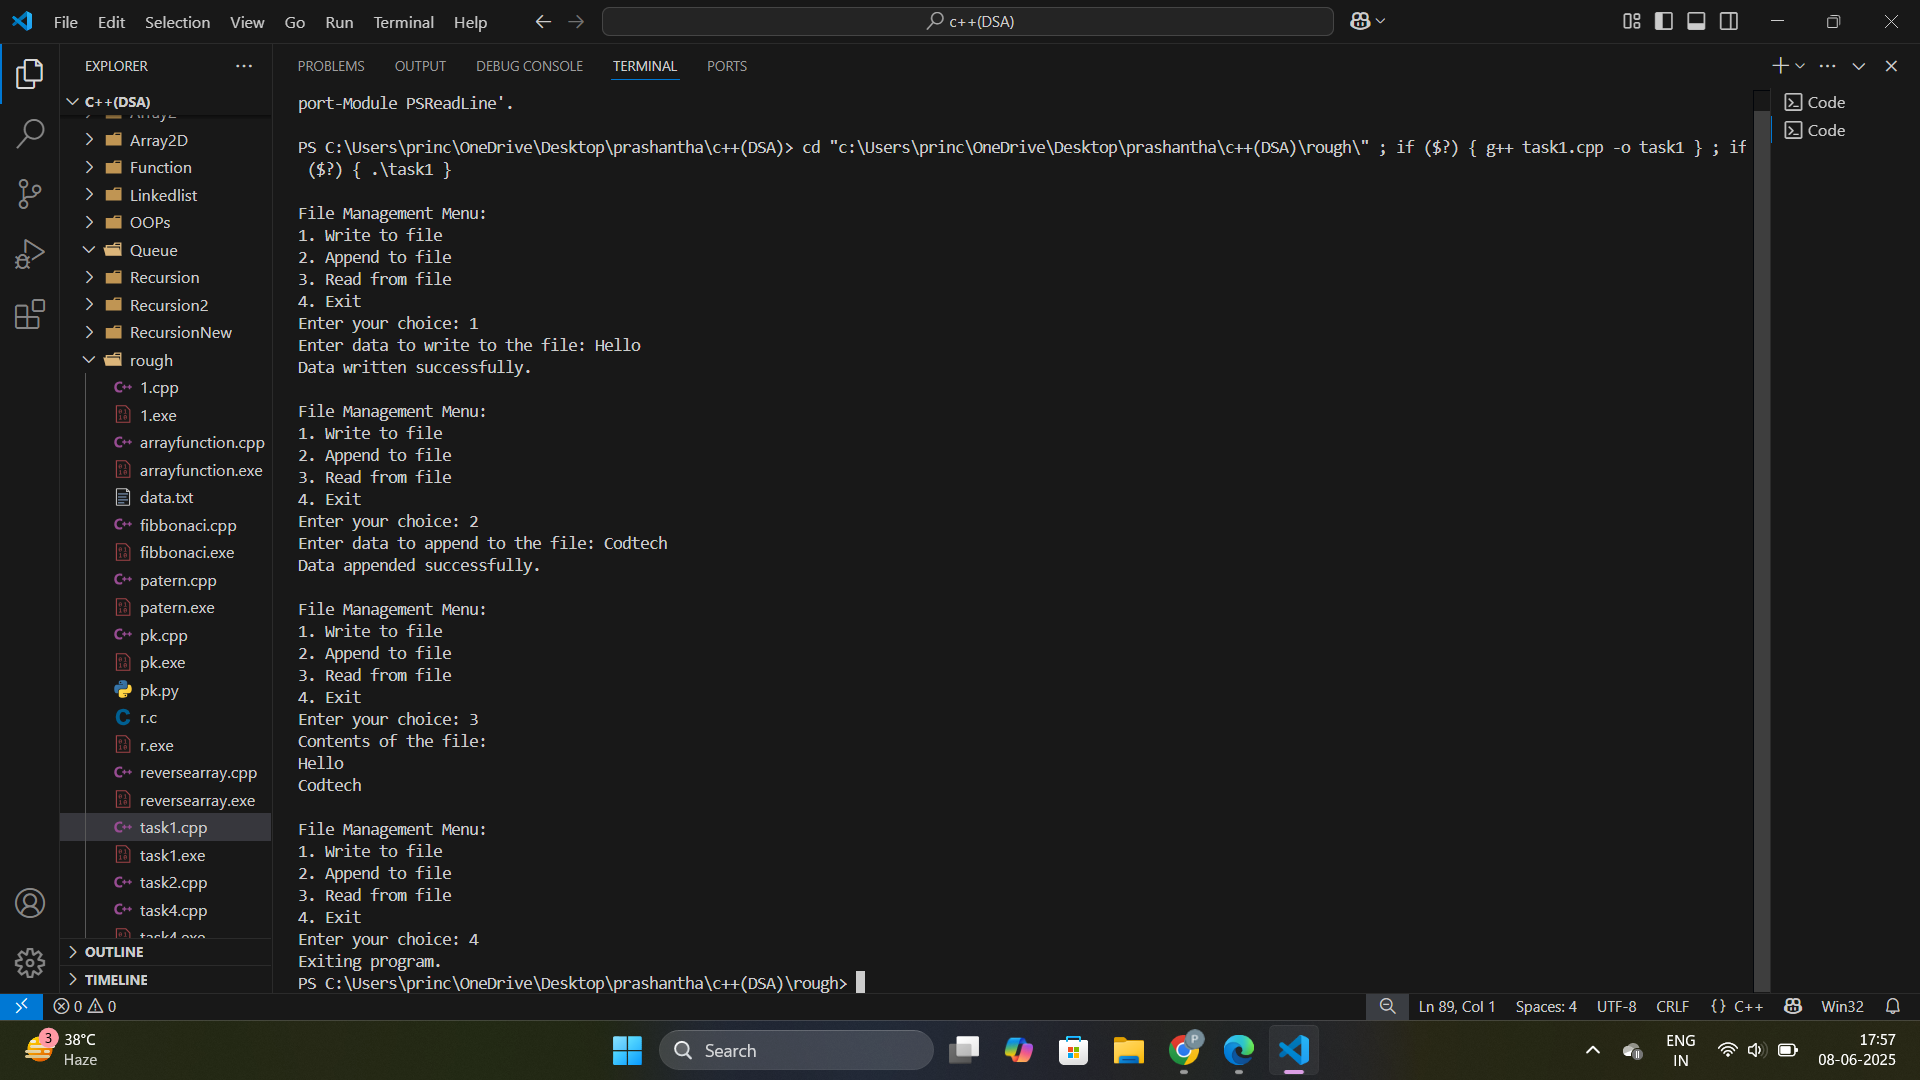 File Edit Selection View Go Run Terminal Help
c++(DSA)
EXPLORER
C++(DSA)
Array2
Array2D
Function
Linkedlist
OOPs
Queue
Recursion
Recursion2
RecursionNew
rough
1.cpp
1.exe
arrayfunction.cpp
arrayfunction.exe
data.txt
fibbonaci.cpp
fibbonaci.exe
patern.cpp
patern.exe
pk.cpp
pk.exe
pk.py
r.c
r.exe
reversearray.cpp
reversearray.exe
task1.cpp
task1.exe
task2.cpp
task4.cpp
task4.exe
OUTLINE
TIMELINE
PROBLEMS OUTPUT DEBUG CONSOLE TERMINAL PORTS
port-Module PSReadLine'.
PS C:\Users\princ\OneDrive\Desktop\prashantha\c++(DSA)> cd "c:\Users\princ\OneDrive\Desktop\prashantha\c++(DSA)\rough\" ; if ($?) { g++ task1.cpp -o task1 } ; if
($?) { .\task1 }
File Management Menu:
1. Write to file
2. Append to file
3. Read from file
4. Exit
Enter your choice: 1
Enter data to write to the file: Hello
Data written successfully.
File Management Menu:
1. Write to file
2. Append to file
3. Read from file
4. Exit
Enter your choice: 2
Enter data to append to the file: Codtech
Data appended successfully.
File Management Menu:
1. Write to file
2. Append to file
3. Read from file
4. Exit
Enter your choice: 3
Contents of the file:
Hello
Codtech
File Management Menu:
1. Write to file
2. Append to file
3. Read from file
4. Exit
Enter your choice: 4
Exiting program.
PS C:\Users\princ\OneDrive\Desktop\prashantha\c++(DSA)\rough>
Code
Code
0 0
Ln 89, Col 1 Spaces: 4 UTF-8 CRLF {} C++ Win32
3
38°C
Haze
Search
P
ENG
IN
17:57
08-06-2025